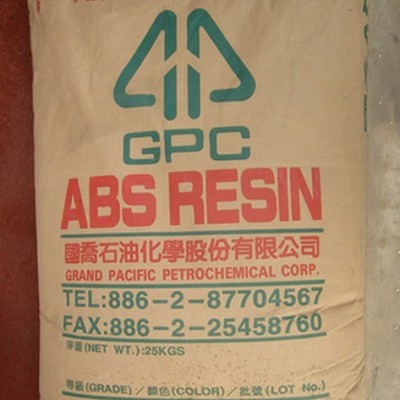 GPC
ABS RESIN
國喬石油化學股份有限公司
GRAND PACIFIC PETROCHEMICAL CORP.
TEL:886-2-87704567
FAX:886-2-25458760
淨重(NET WT.):25KGS
等級(GRADE)/顏色(COLOR)/批號(LOT No.)